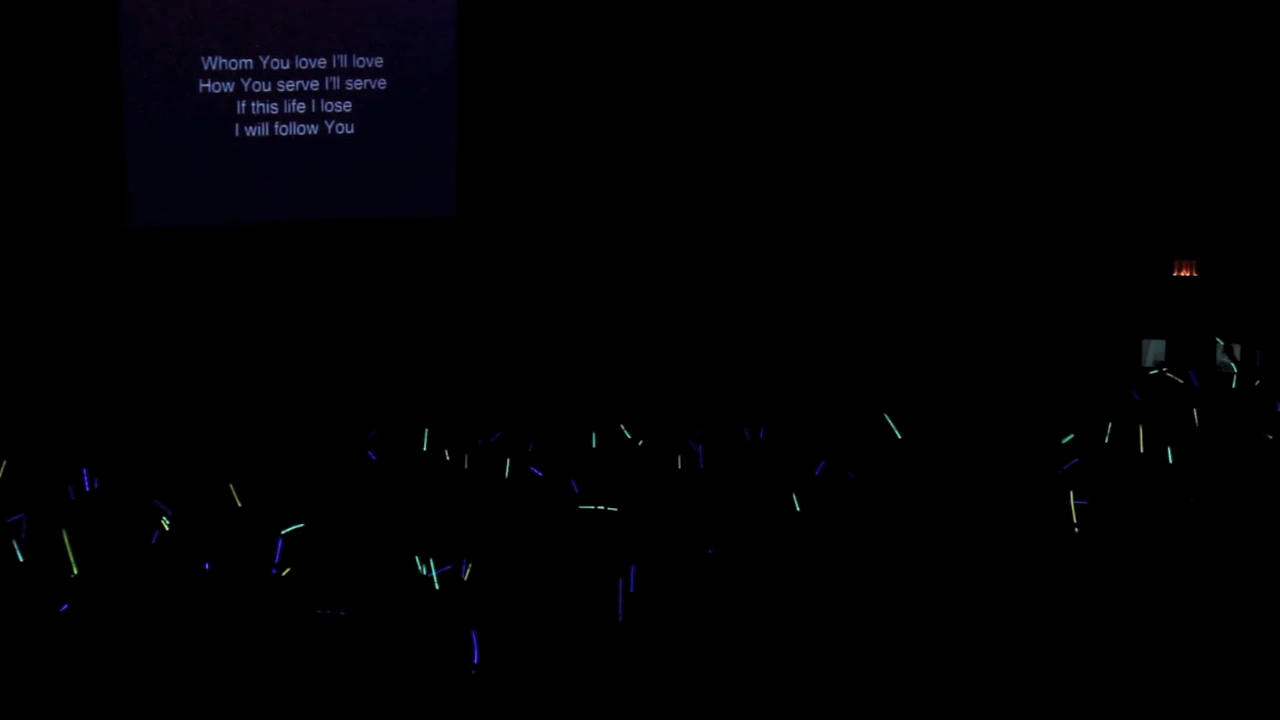 Whom You love I'll love
How You serve I'll serve
If this life I lose
I will follow You